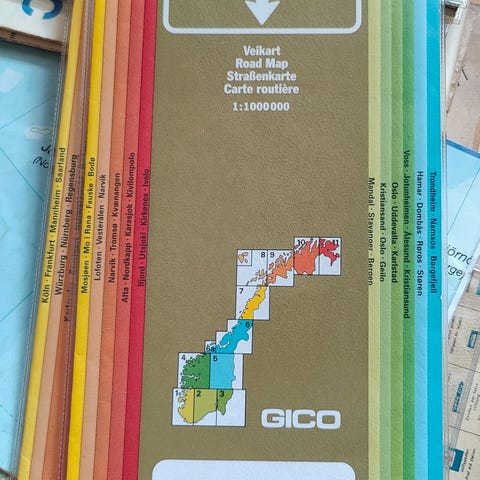 C
Veikart
Road Map
Straßenkarte
Carte routière
1:1000000
Köln · Frankfurt · Mannheim · Saarland
Würzburg · Nürnberg · Regensburg
Mosjøen · Mo i Rana · Fauske · Bodø
Lofoten · Vesterålen · Narvik
Narvik · Tromsø · Kvænangen
Alta · Nordkapp · Karasjok · Kivilompolo
Ifjord · Utsjoki · Kirkenes · Ivalo
Mandal · Stavanger · Bergen
Kristiansand · Oslo · Geilo
Oslo · Uddevalla · Karlstad
Voss · Jotunheimen · Ålesund · Kristiansund
Hamar · Dombås · Røros · Støren
Trondheim · Namsos · Børgefjell
10 11
8 9
7
6
6a
4 5
1 2 3
GICO